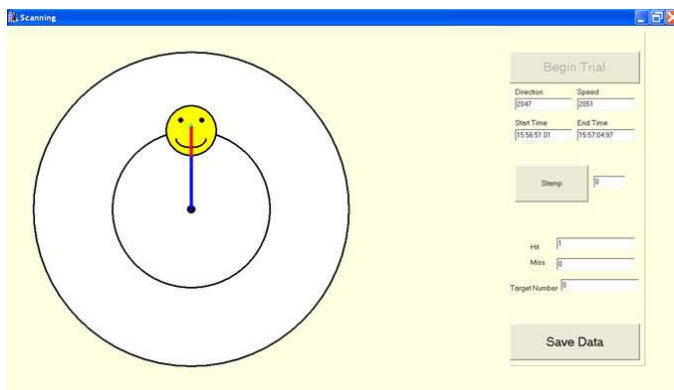 Scanning
Begin Trial
Direction Speed
2047 2051
Start Time End Time
15:56:51.01 15:57:04.97
Stamp 0
Hit 1
Miss 0
Target Number 0
Save Data